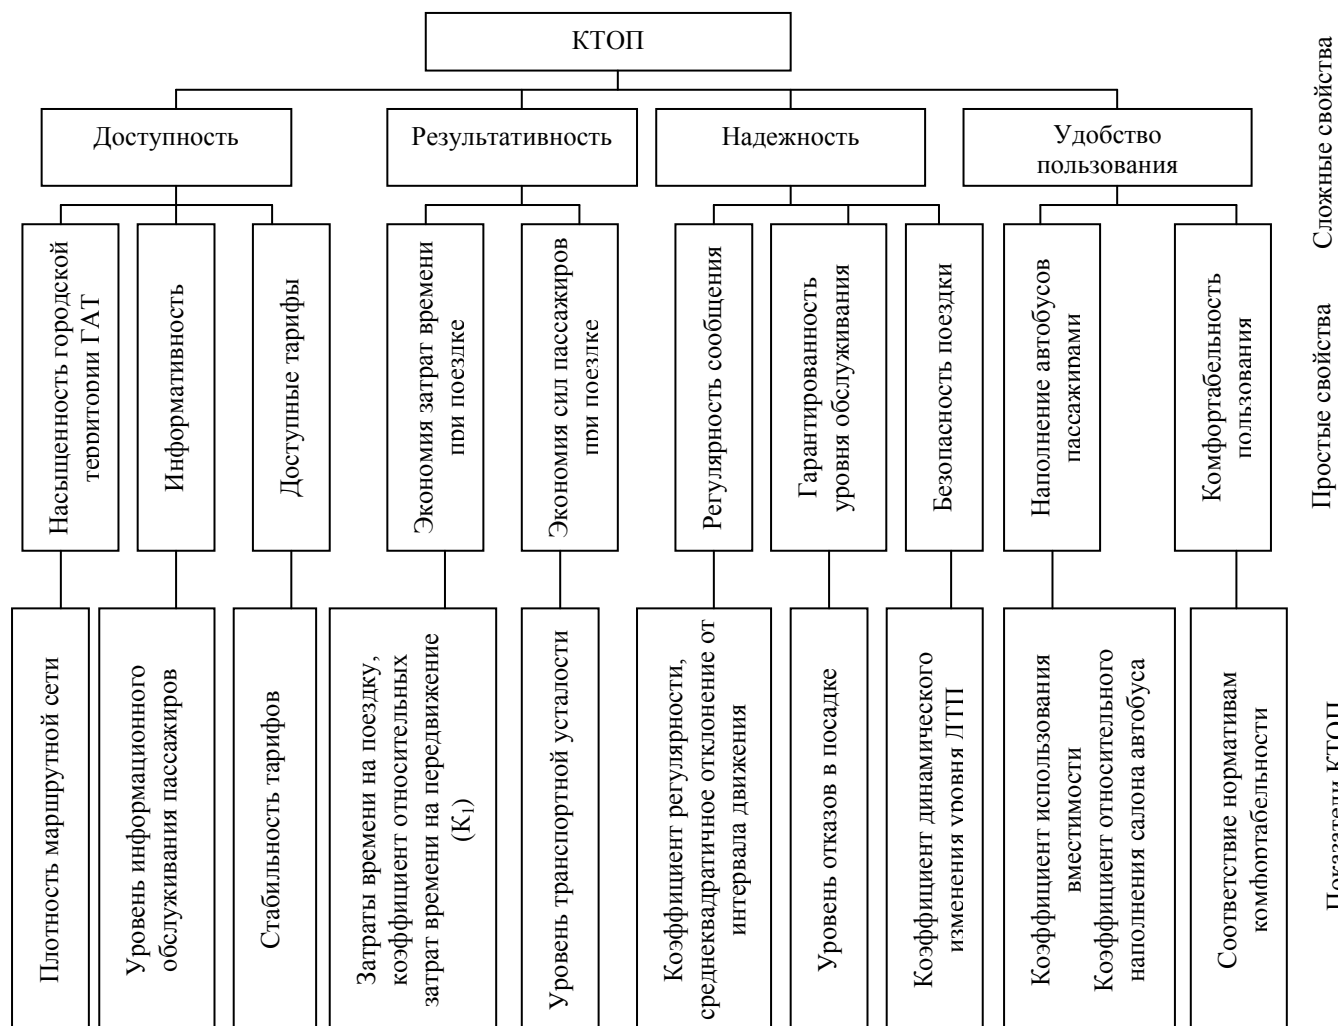 КТОП
Доступность
Результативность
Надежность
Удобство
пользования
Сложные свойства
Насыщенность городской
территории ГАТ
Информативность
Доступные тарифы
Экономия затрат времени
при поездке
Экономия сил пассажиров
при поездке
Регулярность сообщения
Гарантированность
уровня обслуживания
Безопасность поездки
Наполнение автобусов
пассажирами
Комфортабельность
пользования
Простые свойства
Плотность маршрутной сети
Уровень информационного
обслуживания пассажиров
Стабильность тарифов
Затраты времени на поездку,
коэффициент относительных
затрат времени на передвижение
(К₁)
Уровень транспортной усталости
Коэффициент регулярности,
среднеквадратичное отклонение от
интервала движения
Уровень отказов в посадке
Коэффициент динамического
изменения уровня ДТП
Коэффициент использования
вместимости
Коэффициент относительного
наполнения салона автобуса
Соответствие нормативам
комфортабельности
Показатели КТОП